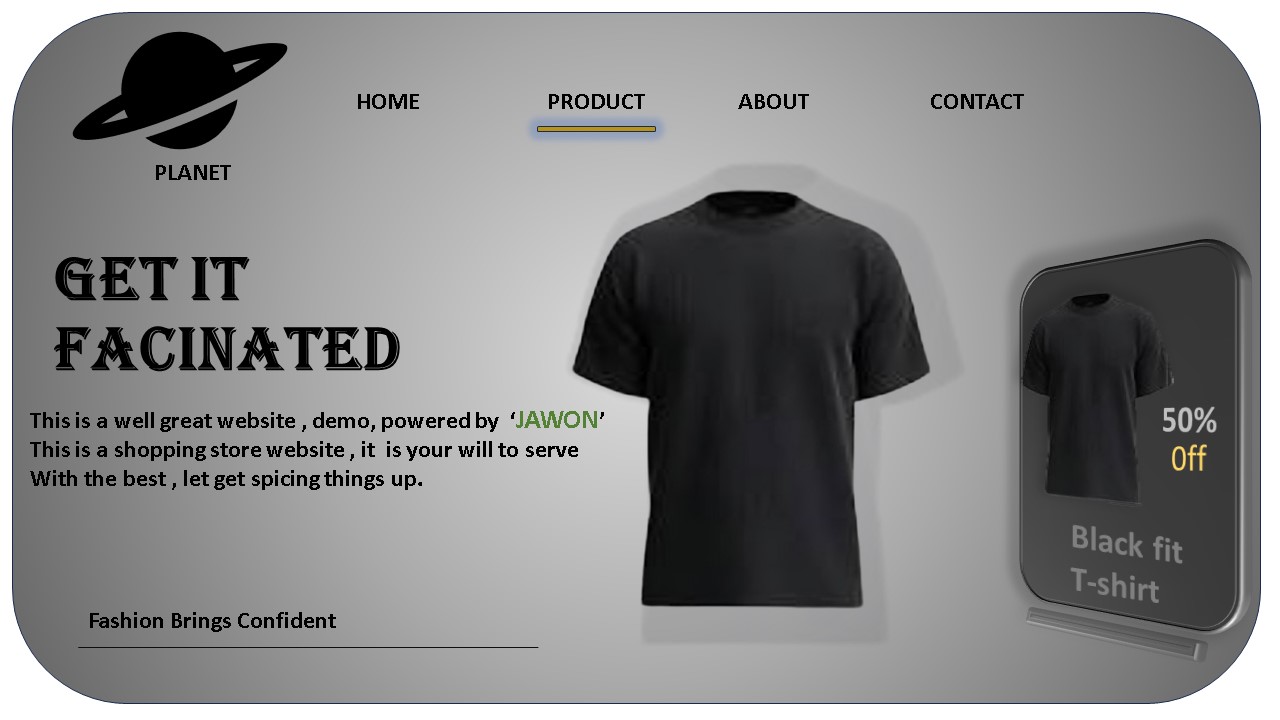 HOME PRODUCT ABOUT CONTACT
PLANET
GET IT
FACINATED
This is a well great website , demo, powered by ‘JAWON’
This is a shopping store website , it is your will to serve
With the best , let get spicing things up.
50%
Off
Black fit
T-shirt
Fashion Brings Confident